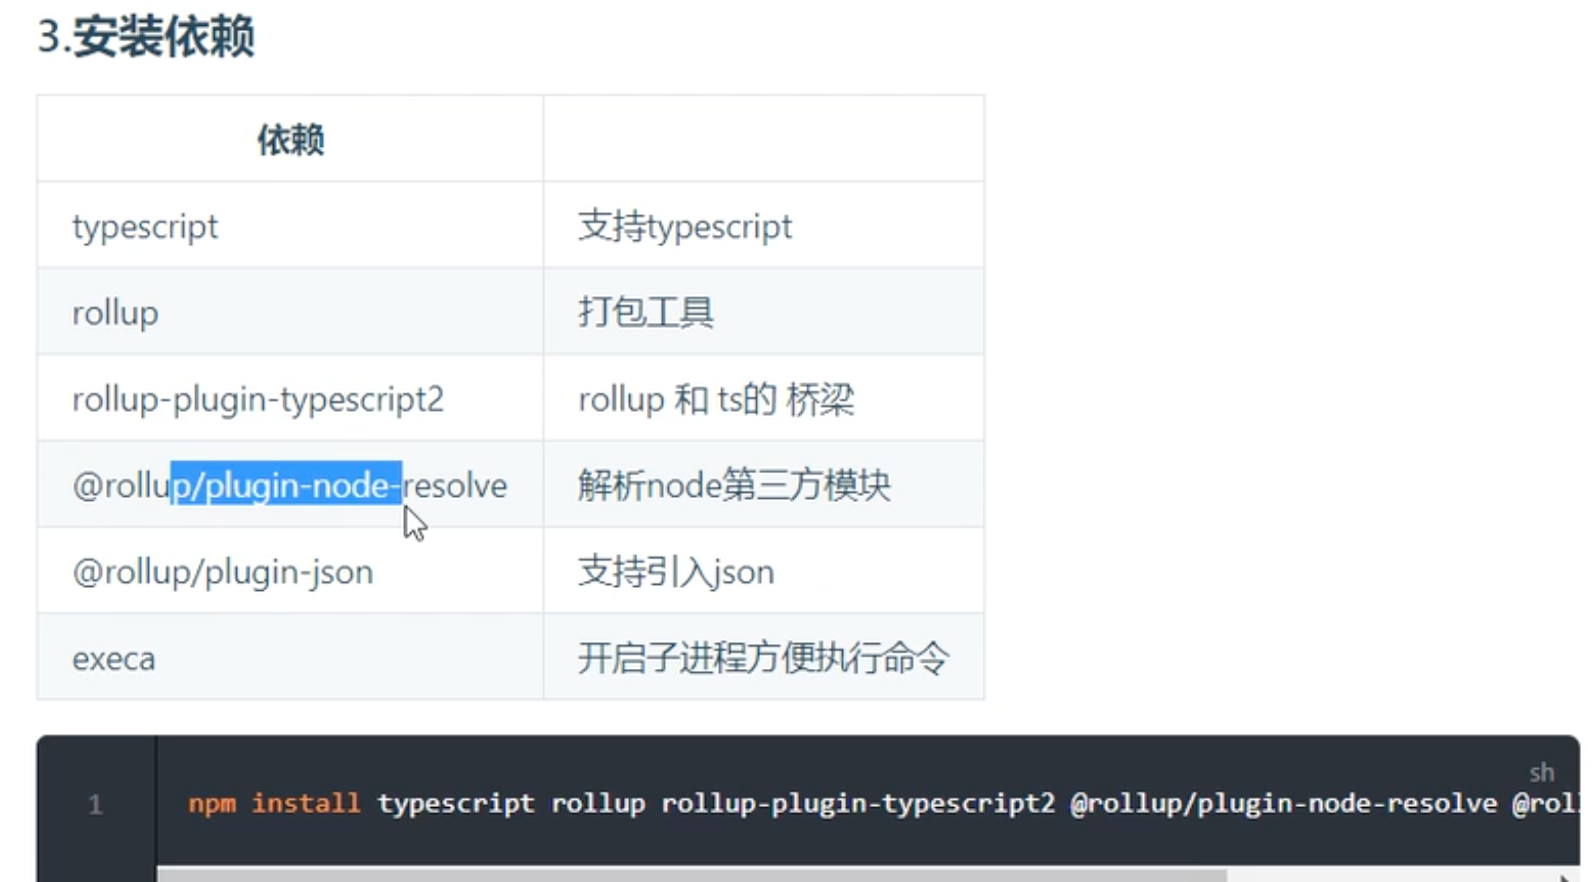 3.安装依赖
依赖
typescript 支持typescript
rollup 打包工具
rollup-plugin-typescript2 rollup 和 ts的 桥梁
@rollup/plugin-node-resolve 解析node第三方模块
@rollup/plugin-json 支持引入json
execa 开启子进程方便执行命令
sh
1 npm install typescript rollup rollup-plugin-typescript2 @rollup/plugin-node-resolve @rol